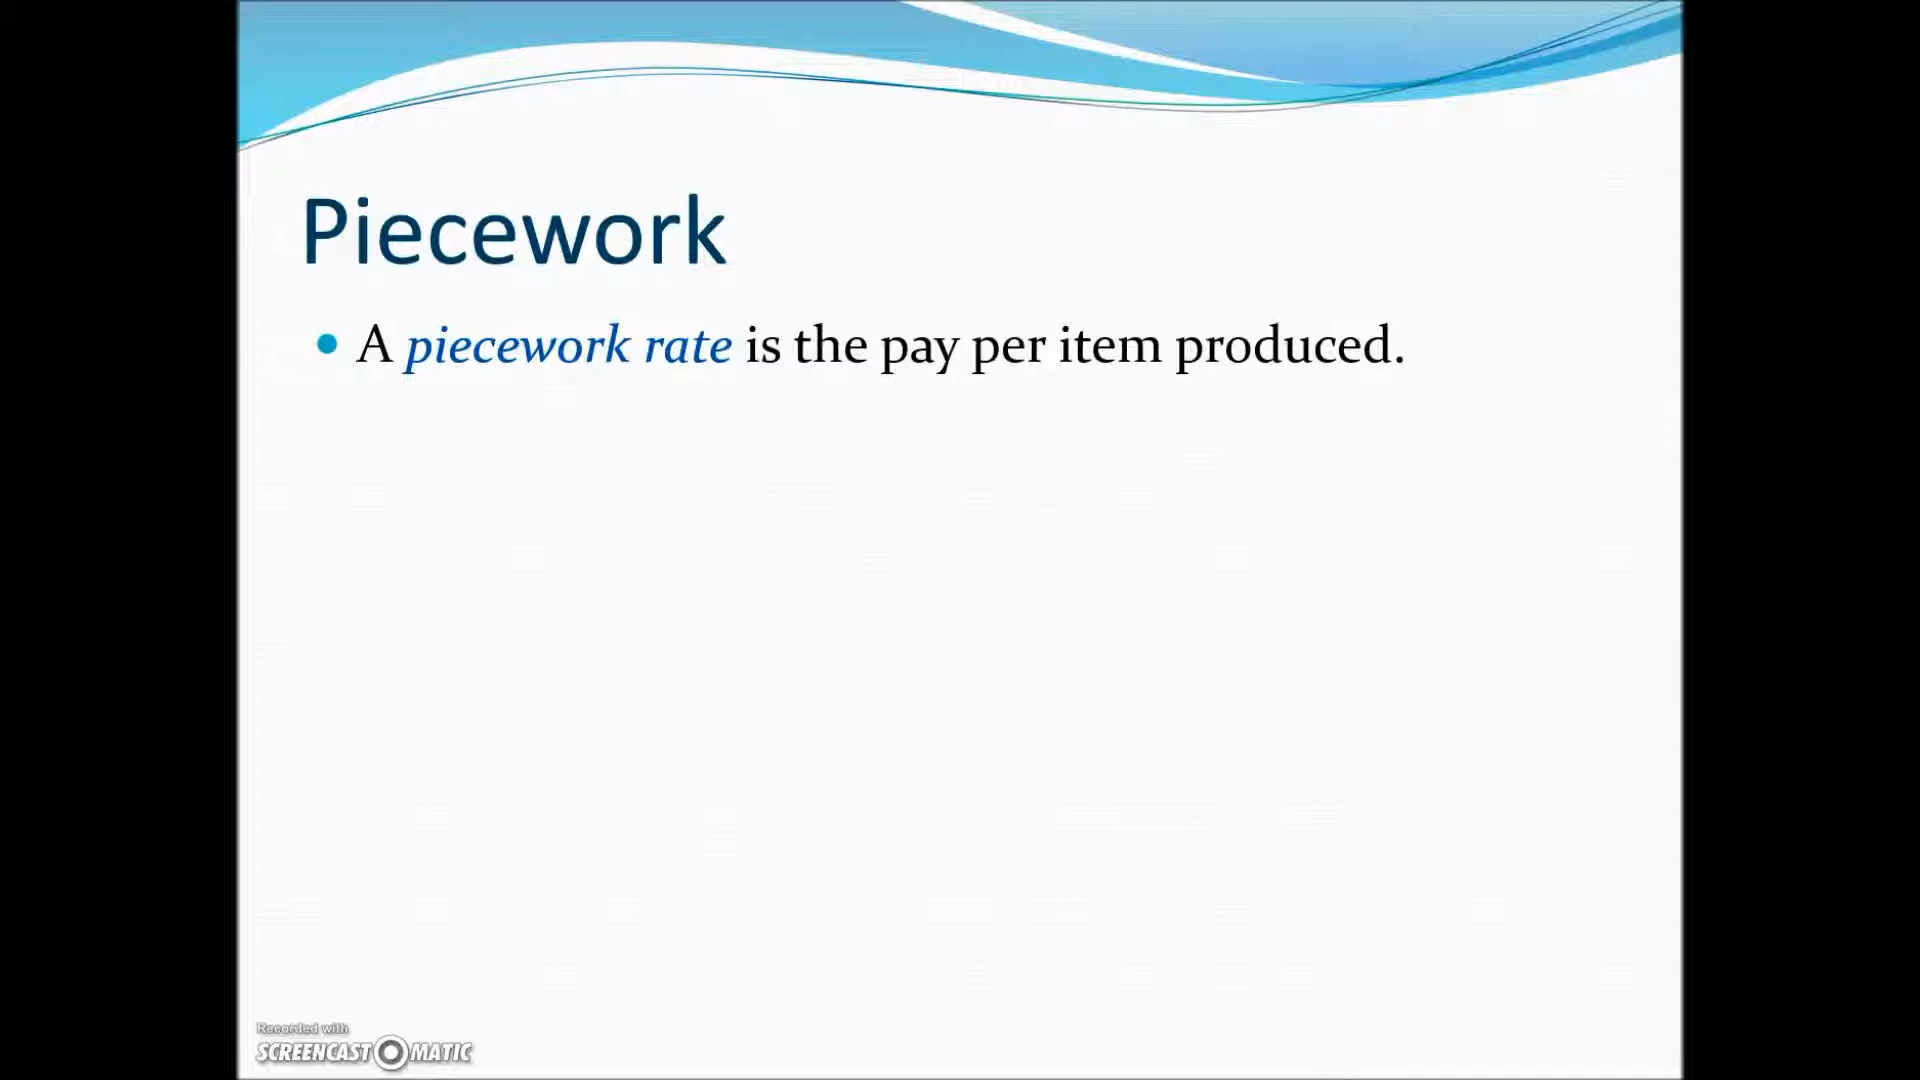 Piecework
A piecework rate is the pay per item produced.
Recorded with
SCREENCAST MATIC